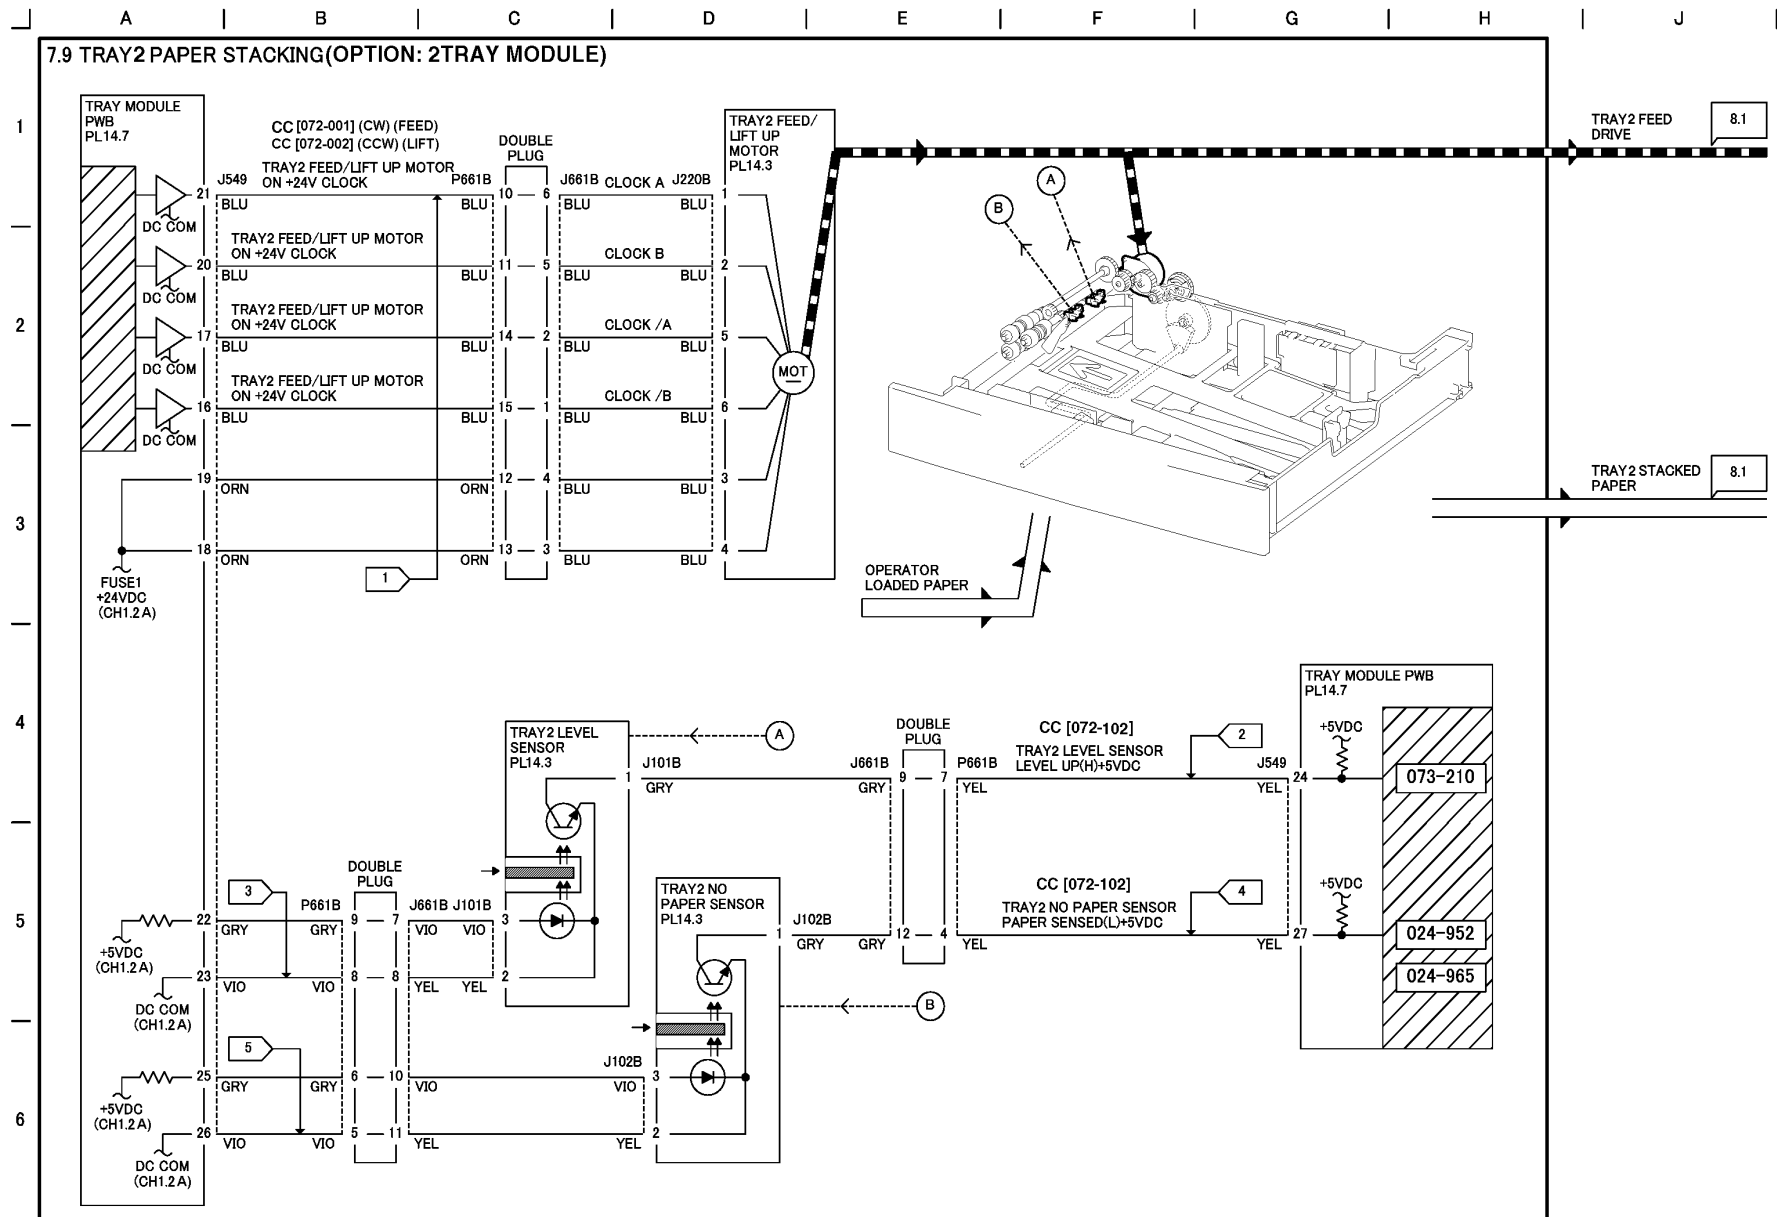 A B C D E F G H J
7.9 TRAY2 PAPER STACKING(OPTION: 2TRAY MODULE)
1
2
3
4
5
6
TRAY MODULE
PWB
PL14.7
CC [072-001] (CW) (FEED)
CC [072-002] (CCW) (LIFT)
TRAY2 FEED/LIFT UP MOTOR
ON +24V CLOCK
DOUBLE
PLUG
TRAY2 FEED/
LIFT UP
MOTOR
PL14.3
TRAY2 FEED
DRIVE
8.1
21 J549 P661B 10 6 J661B CLOCK A J220B 1
BLU BLU BLU BLU
DC COM
TRAY2 FEED/LIFT UP MOTOR
ON +24V CLOCK
20 11 5 CLOCK B 2
BLU BLU BLU BLU
DC COM
TRAY2 FEED/LIFT UP MOTOR
ON +24V CLOCK
17 14 2 CLOCK /A 5
BLU BLU BLU BLU
DC COM
MOT
TRAY2 FEED/LIFT UP MOTOR
ON +24V CLOCK
16 15 1 CLOCK /B 6
BLU BLU BLU BLU
DC COM
19 12 4 3
ORN ORN BLU BLU
18 13 3 4
ORN ORN BLU BLU
FUSE1
+24VDC
(CH1.2 A)
1
A
B
TRAY2 STACKED
PAPER
8.1
OPERATOR
LOADED PAPER
TRAY2 LEVEL
SENSOR
PL14.3
A
DOUBLE
PLUG
CC [072-102]
TRAY2 LEVEL SENSOR
LEVEL UP(H)+5VDC
2
TRAY MODULE PWB
PL14.7
+5VDC
1 J101B J661B 9 7 P661B J549 24
GRY GRY YEL YEL
073-210
DOUBLE
PLUG
3
P661B J661B J101B
22 9 7 3
GRY GRY VIO VIO
+5VDC
(CH1.2 A)
23 8 8 2
VIO VIO YEL YEL
DC COM
(CH1.2 A)
TRAY2 NO
PAPER SENSOR
PL14.3
CC [072-102]
TRAY2 NO PAPER SENSOR
PAPER SENSED(L)+5VDC
4
+5VDC
1 J102B 12 4 27
GRY GRY YEL YEL
024-952
024-965
B
5
J102B
25 6 10 3
GRY GRY VIO VIO
+5VDC
(CH1.2 A)
26 5 11 2
VIO VIO YEL YEL
DC COM
(CH1.2 A)